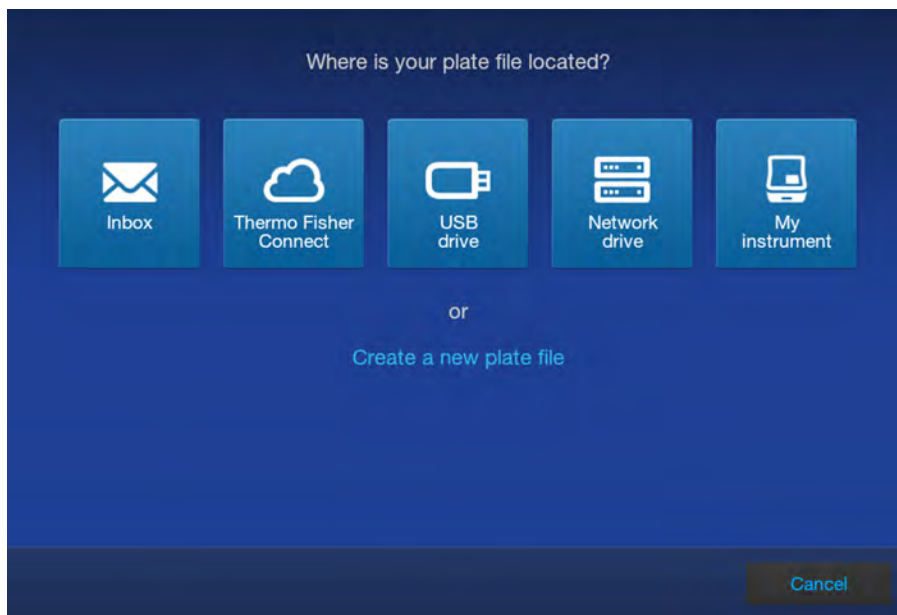 Where is your plate file located?
Inbox
Thermo Fisher
Connect
USB
drive
Network
drive
My
instrument
or
Create a new plate file
Cancel